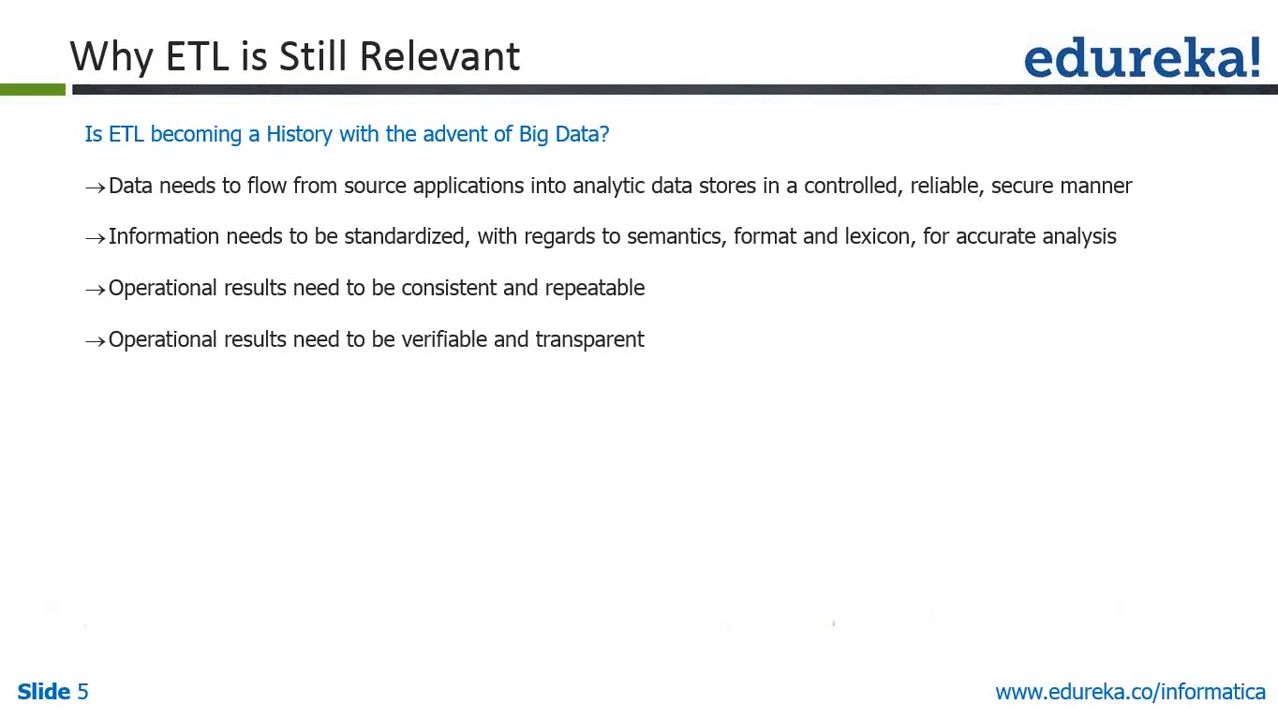 Why ETL is Still Relevant
edureka!
Is ETL becoming a History with the advent of Big Data?
→Data needs to flow from source applications into analytic data stores in a controlled, reliable, secure manner
→Information needs to be standardized, with regards to semantics, format and lexicon, for accurate analysis
→Operational results need to be consistent and repeatable
→Operational results need to be verifiable and transparent
Slide 5
www.edureka.co/informatica